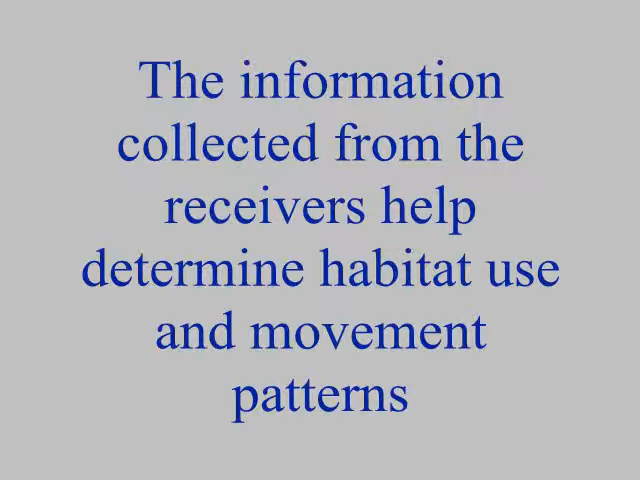 The information
collected from the
receivers help
determine habitat use
and movement
patterns